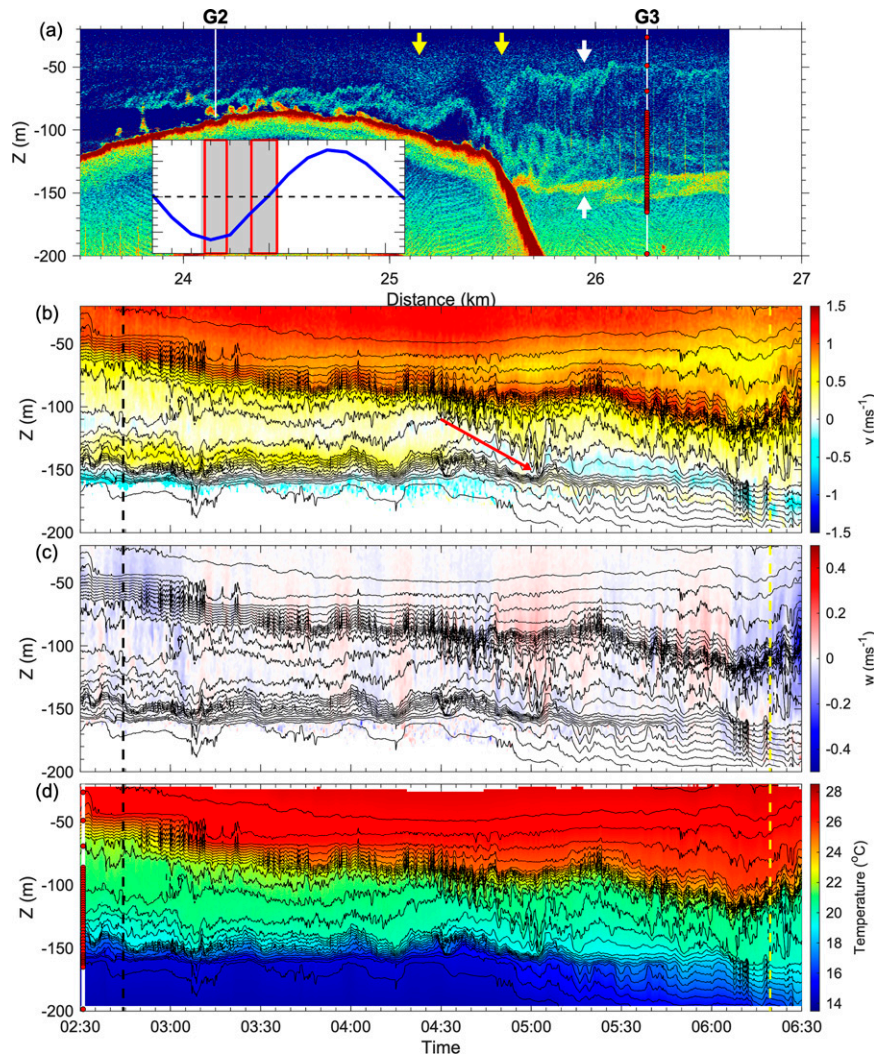 G2 G3
(a)
-50
-100
-150
-200
Z (m)
24 25 26 27
Distance (km)
(b)
-50
-100
-150
-200
Z (m)
1.5
1
0.5
0
-0.5
-1
-1.5
v (ms-1)
(c)
-50
-100
-150
-200
Z (m)
0.4
0.2
0
-0.2
-0.4
w (ms-1)
(d)
-50
-100
-150
-200
Z (m)
28
26
24
22
20
18
16
14
Temperature (°C)
02:30 03:00 03:30 04:00 04:30 05:00 05:30 06:00 06:30
Time